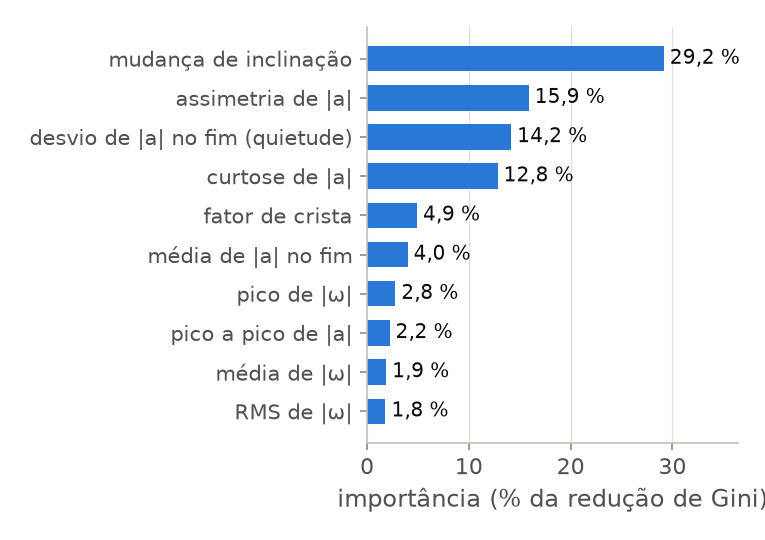 mudança de inclinação 29,2 %
assimetria de |a| 15,9 %
desvio de |a| no fim (quietude) 14,2 %
curtose de |a| 12,8 %
fator de crista 4,9 %
média de |a| no fim 4,0 %
pico de |ω| 2,8 %
pico a pico de |a| 2,2 %
média de |ω| 1,9 %
RMS de |ω| 1,8 %
0 10 20 30
importância (% da redução de Gini)